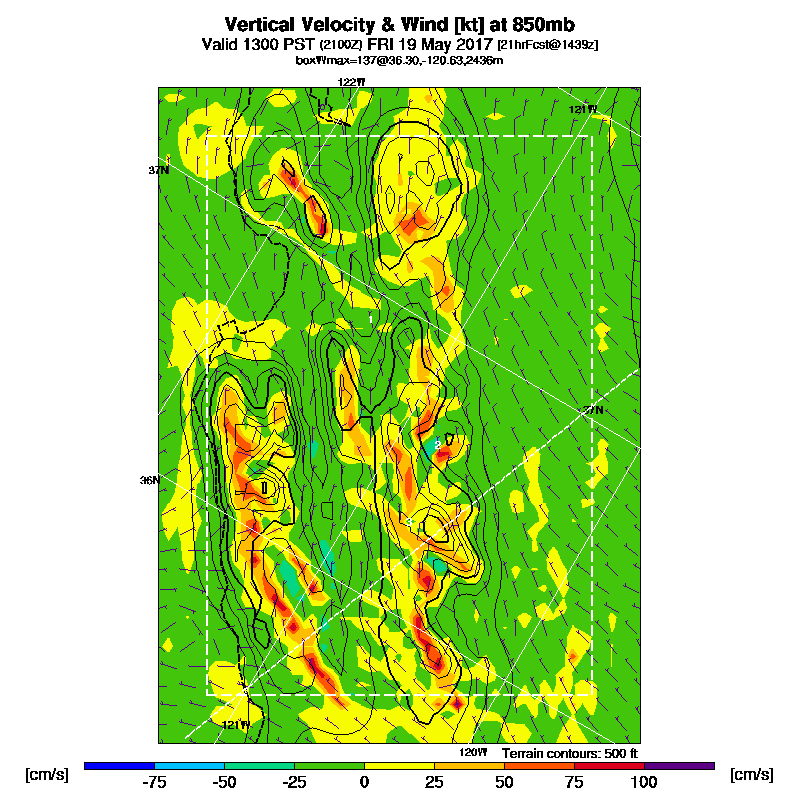 Vertical Velocity & Wind [kt] at 850mb
Valid 1300 PST (2100Z) FRI 19 May 2017 [21hrFcst@1439z]
boxWmax=137@36.30,-120.63,2436m
122W
121W
37N
37N
36N
121W
120W
Terrain contours: 500 ft
[cm/s] -75 -50 -25 0 25 50 75 100 [cm/s]